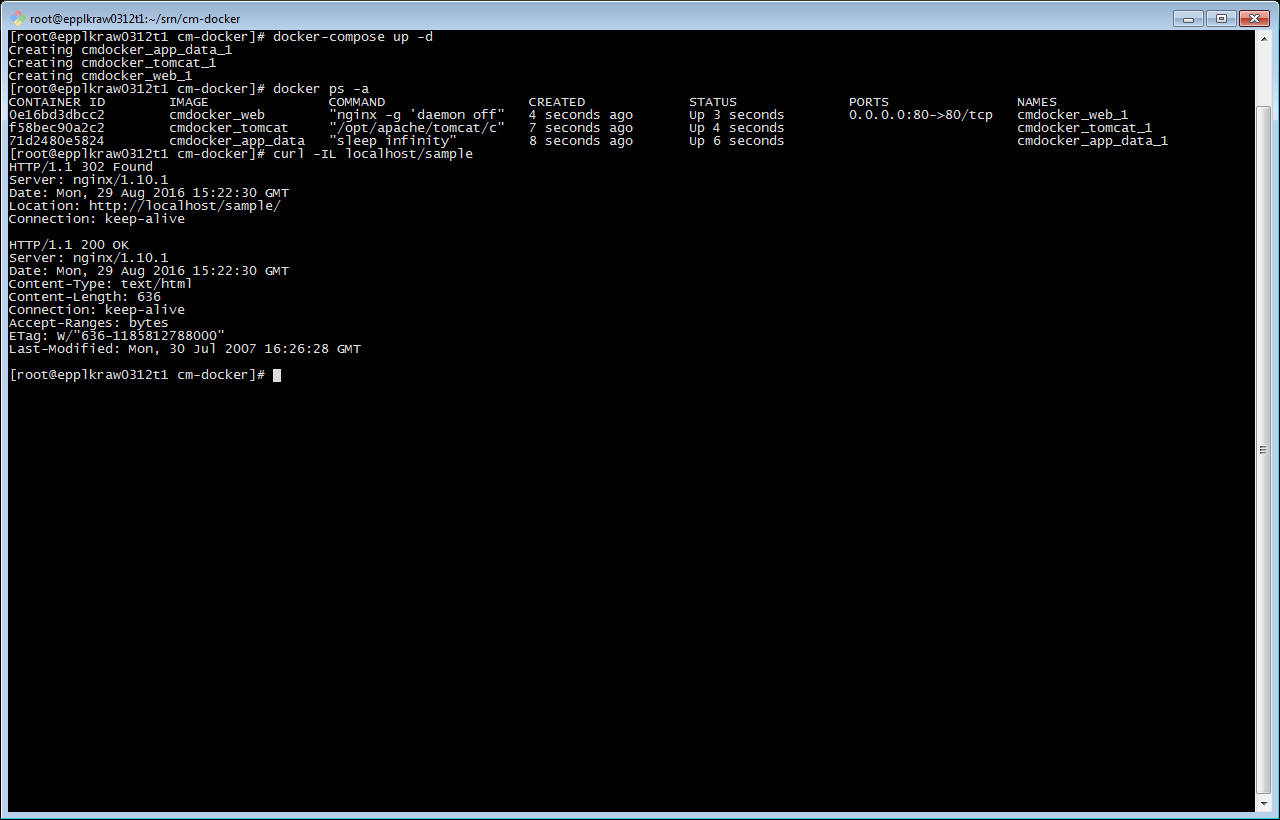 root@epplkraw0312t1:~/srn/cm-docker
[root@epplkraw0312t1 cm-docker]# docker-compose up -d
Creating cmdocker_app_data_1
Creating cmdocker_tomcat_1
Creating cmdocker_web_1
[root@epplkraw0312t1 cm-docker]# docker ps -a
CONTAINER ID        IMAGE               COMMAND                  CREATED             STATUS              PORTS                NAMES
0e16bd3dbcc2        cmdocker_web        "nginx -g 'daemon off"   4 seconds ago       Up 3 seconds        0.0.0.0:80->80/tcp   cmdocker_web_1
f58bec90a2c2        cmdocker_tomcat     "/opt/apache/tomcat/c"   7 seconds ago       Up 4 seconds                             cmdocker_tomcat_1
71d2480e5824        cmdocker_app_data   "sleep infinity"         8 seconds ago       Up 6 seconds                             cmdocker_app_data_1
[root@epplkraw0312t1 cm-docker]# curl -IL localhost/sample
HTTP/1.1 302 Found
Server: nginx/1.10.1
Date: Mon, 29 Aug 2016 15:22:30 GMT
Location: http://localhost/sample/
Connection: keep-alive

HTTP/1.1 200 OK
Server: nginx/1.10.1
Date: Mon, 29 Aug 2016 15:22:30 GMT
Content-Type: text/html
Content-Length: 636
Connection: keep-alive
Accept-Ranges: bytes
ETag: W/"636-1185812788000"
Last-Modified: Mon, 30 Jul 2007 16:26:28 GMT

[root@epplkraw0312t1 cm-docker]#